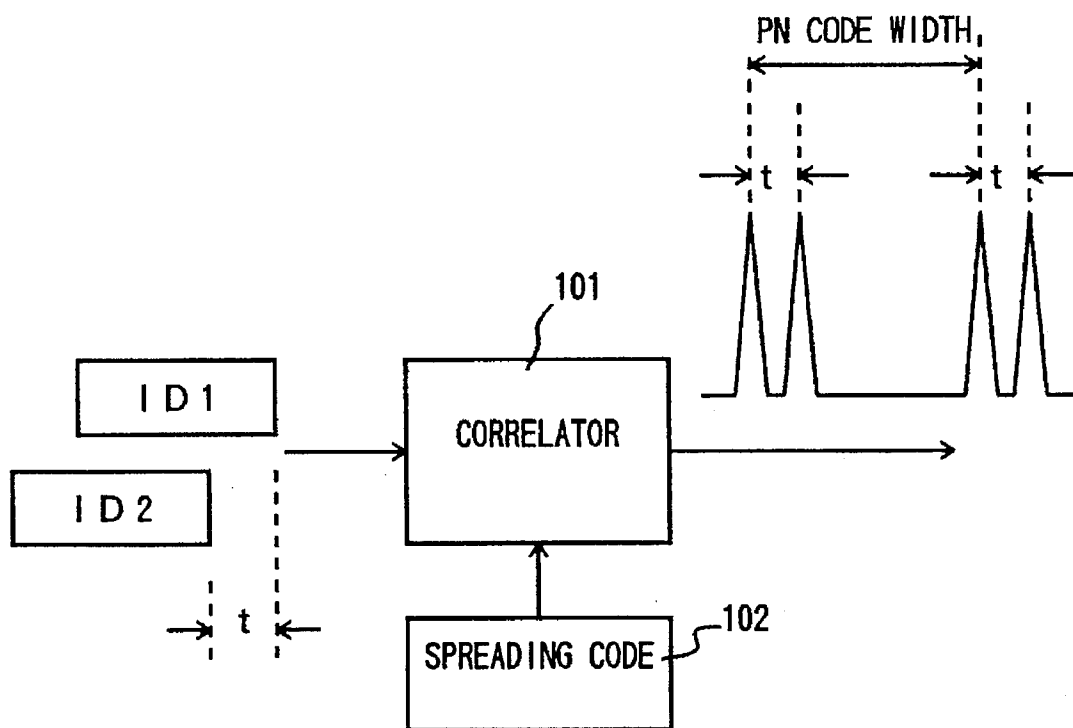 PN CODE WIDTH
t
t
101
ID1
CORRELATOR
ID2
t
102
SPREADING CODE